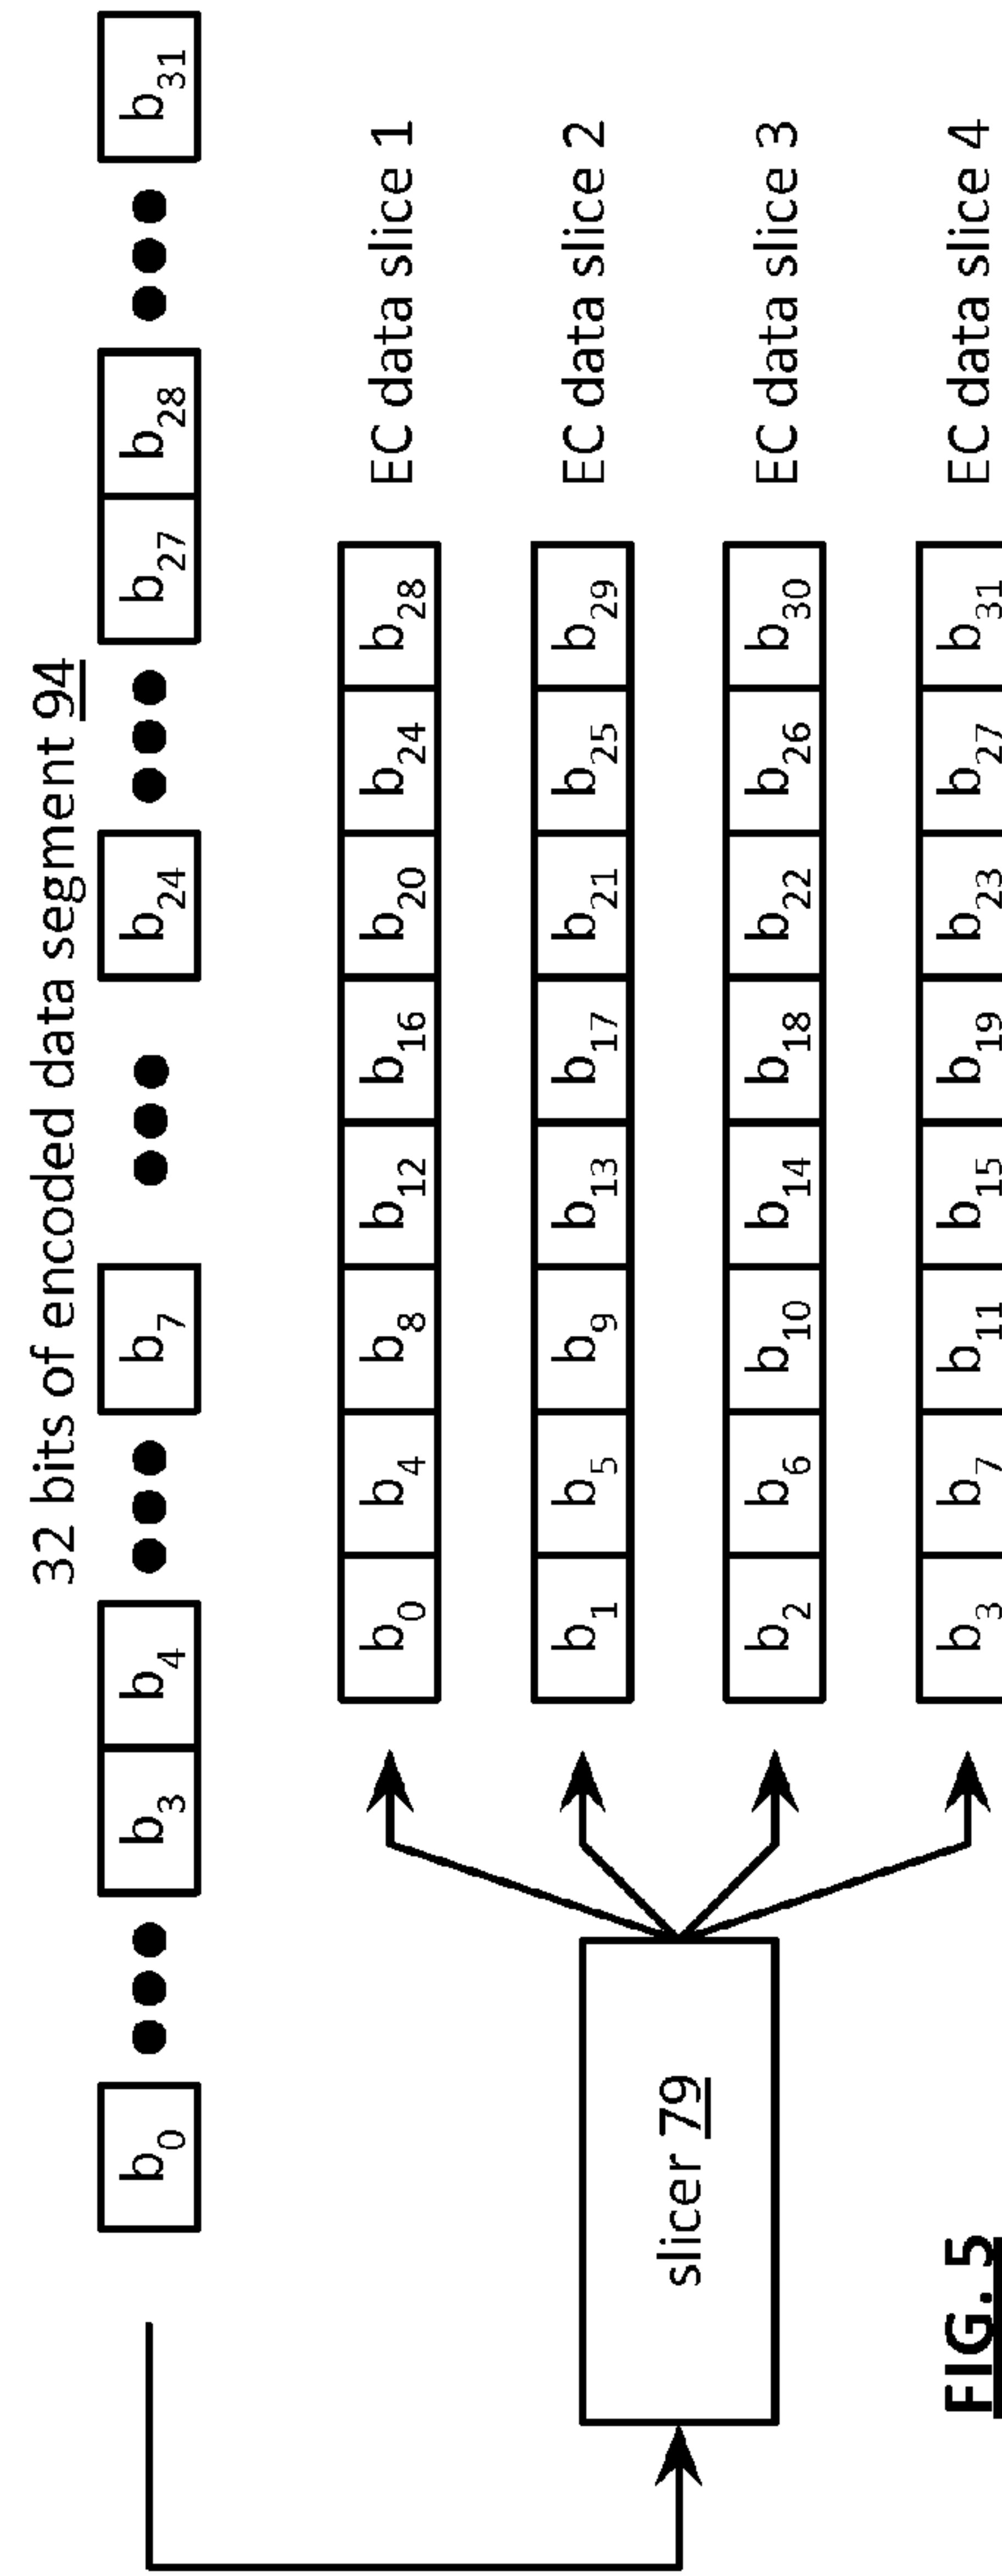 32 bits of encoded data segment 94
b0 ●●● b3 b4 ●●● b7 ●●● b24 ●●● b27 b28 ●●● b31
b0 b4 b8 b12 b16 b20 b24 b28 EC data slice 1
b1 b5 b9 b13 b17 b21 b25 b29 EC data slice 2
slicer 79
b2 b6 b10 b14 b18 b22 b26 b30 EC data slice 3
b3 b7 b11 b15 b19 b23 b27 b31 EC data slice 4
FIG. 5